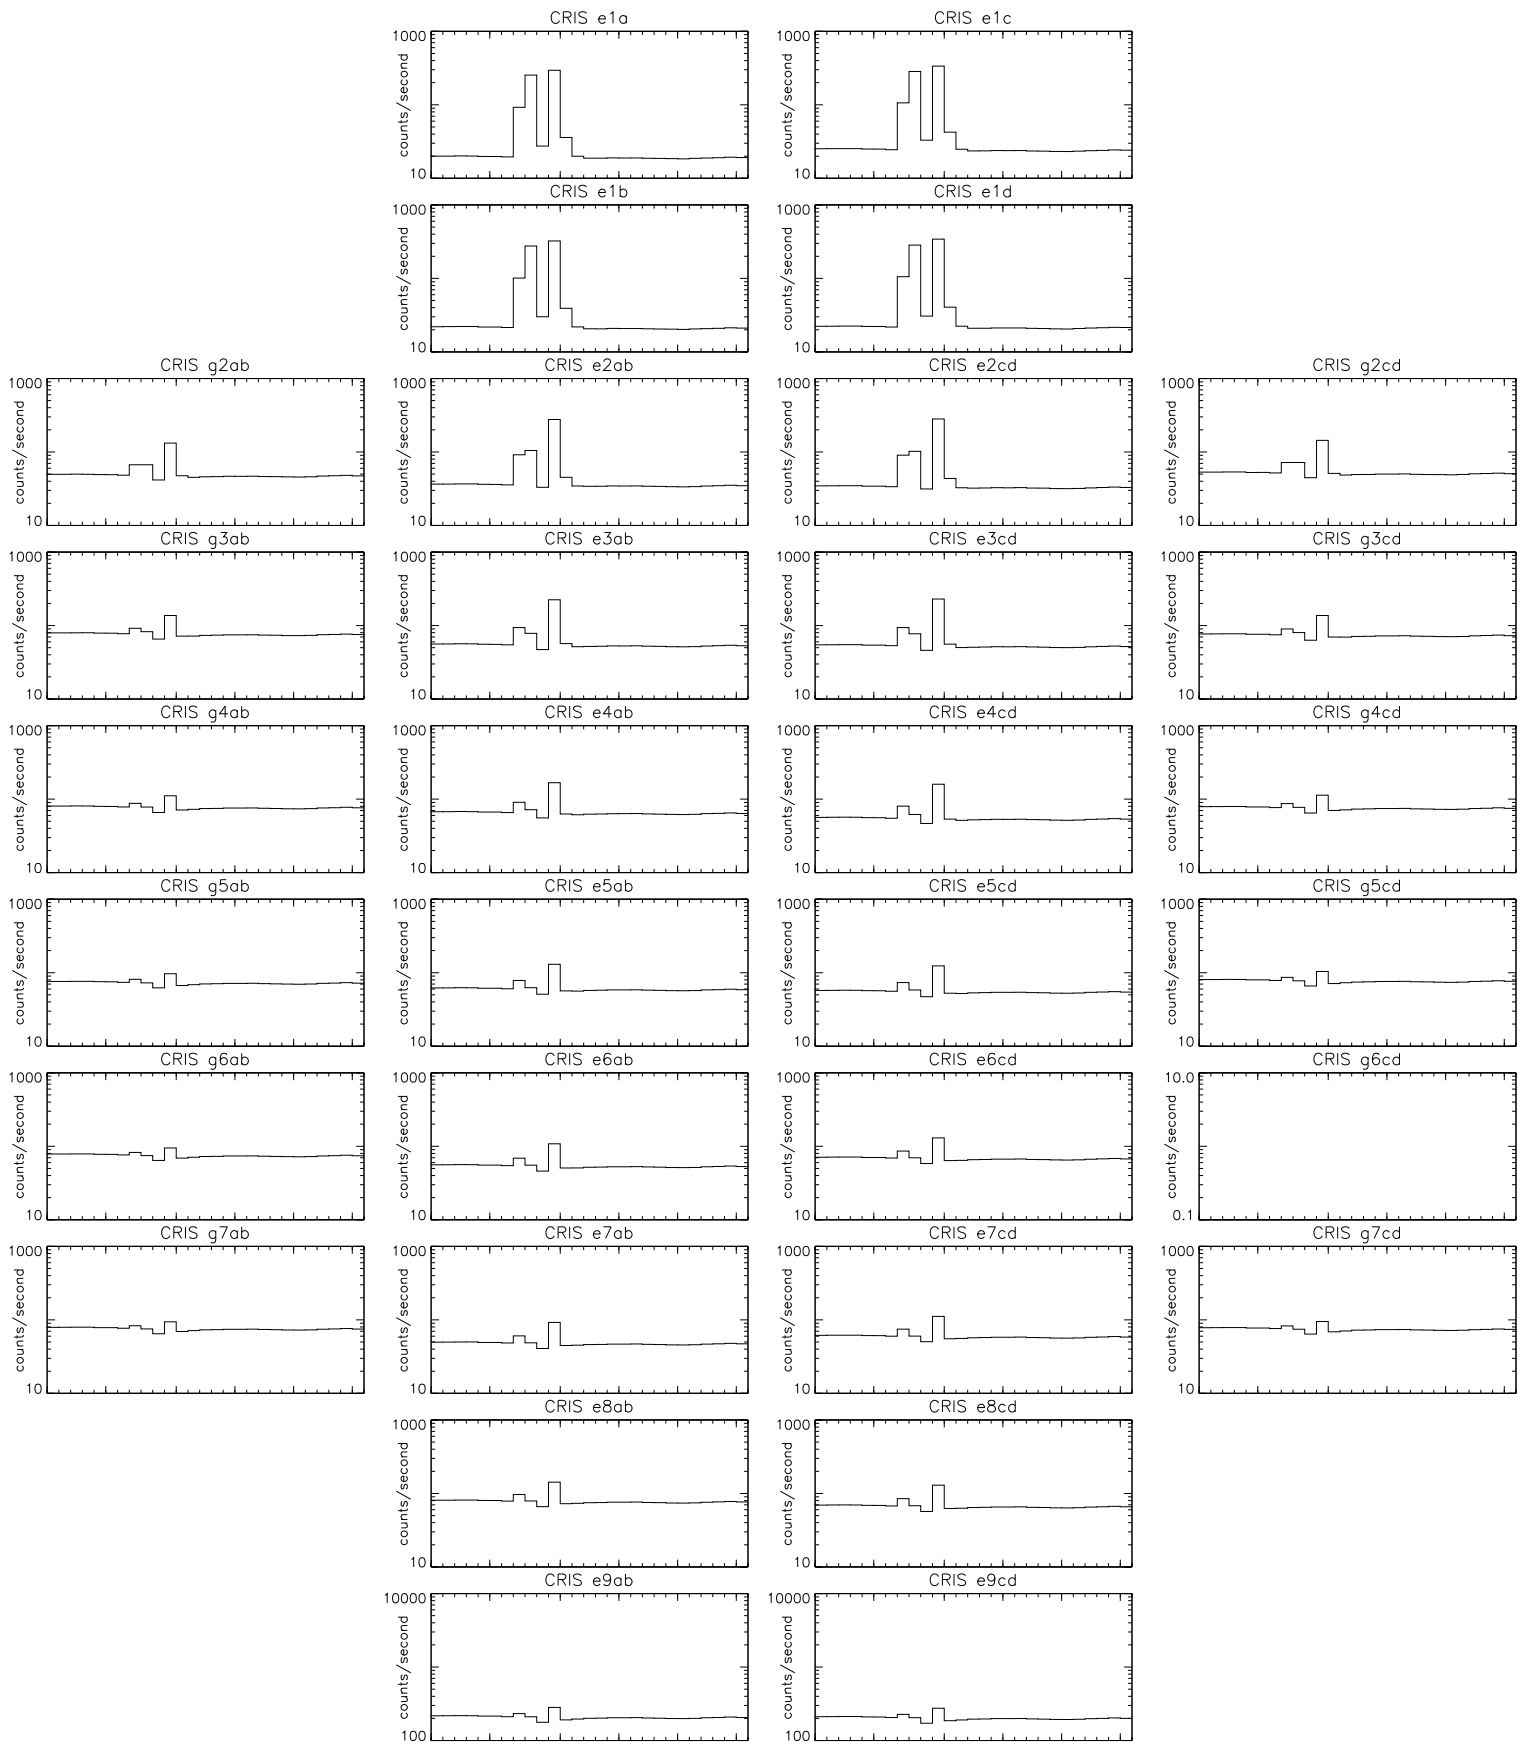 CRIS e1a
CRIS e1c
1000
counts/second
10
1000
counts/second
10
CRIS e1b
CRIS e1d
1000
counts/second
10
1000
counts/second
10
CRIS g2ab
CRIS e2ab
CRIS e2cd
CRIS g2cd
1000
counts/second
10
1000
counts/second
10
1000
counts/second
10
1000
counts/second
10
CRIS g3ab
CRIS e3ab
CRIS e3cd
CRIS g3cd
1000
counts/second
10
1000
counts/second
10
1000
counts/second
10
1000
counts/second
10
CRIS g4ab
CRIS e4ab
CRIS e4cd
CRIS g4cd
1000
counts/second
10
1000
counts/second
10
1000
counts/second
10
1000
counts/second
10
CRIS g5ab
CRIS e5ab
CRIS e5cd
CRIS g5cd
1000
counts/second
10
1000
counts/second
10
1000
counts/second
10
1000
counts/second
10
CRIS g6ab
CRIS e6ab
CRIS e6cd
CRIS g6cd
1000
counts/second
10
1000
counts/second
10
1000
counts/second
10
10.0
counts/second
0.1
CRIS g7ab
CRIS e7ab
CRIS e7cd
CRIS g7cd
1000
counts/second
10
1000
counts/second
10
1000
counts/second
10
1000
counts/second
10
CRIS e8ab
CRIS e8cd
1000
counts/second
10
1000
counts/second
10
CRIS e9ab
CRIS e9cd
10000
counts/second
100
10000
counts/second
100